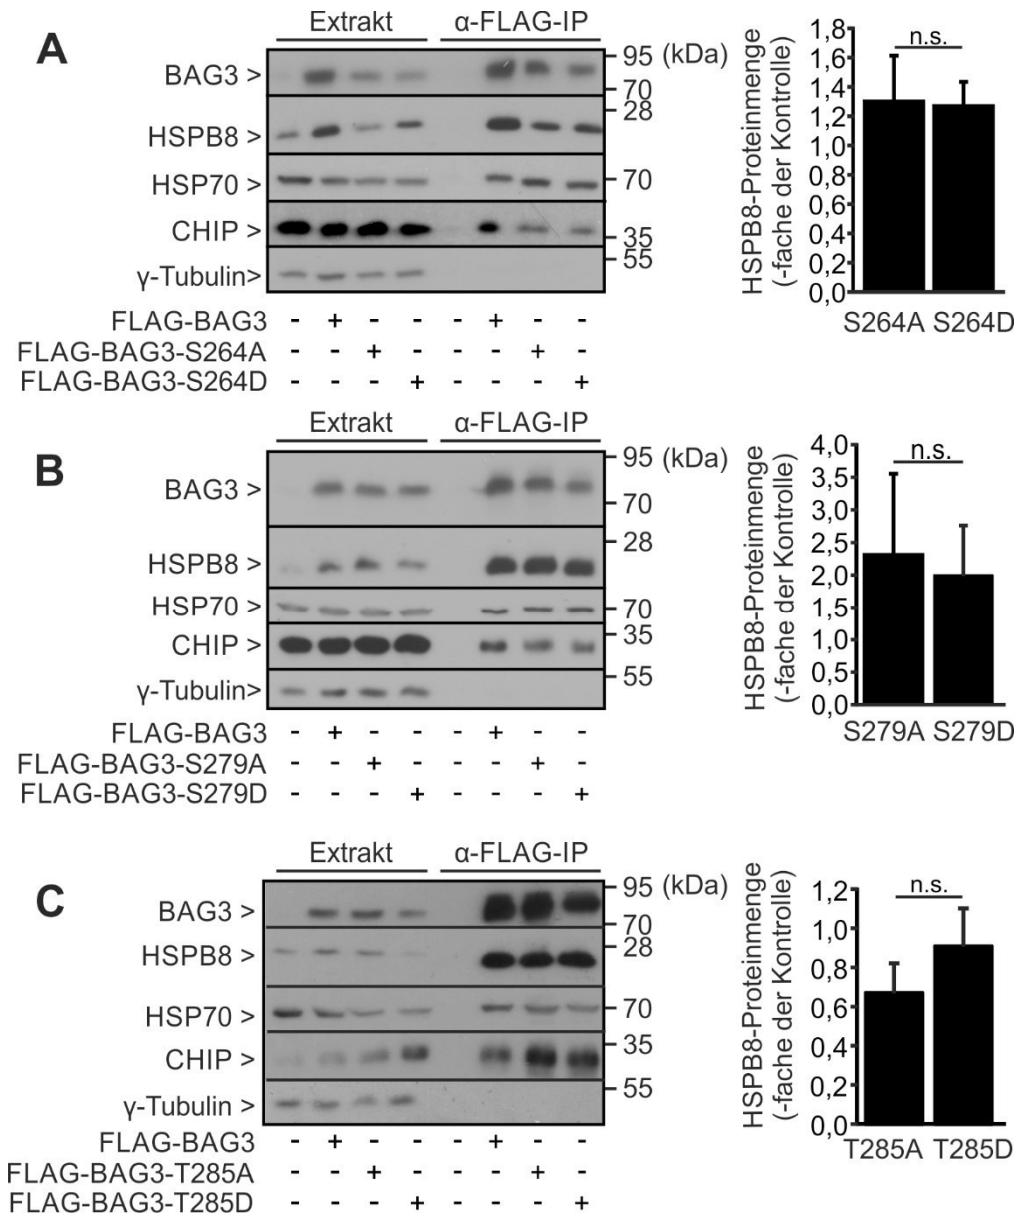 A
Extrakt α-FLAG-IP
BAG3 >
HSPB8 >
HSP70 >
CHIP >
γ-Tubulin>
95 (kDa)
70
28
70
35
55
FLAG-BAG3 - + - - - + - -
FLAG-BAG3-S264A - - + - - - + -
FLAG-BAG3-S264D - - - + - - - +
HSPB8-Proteinmenge
(-fache der Kontrolle)
n.s.
1,8
1,6
1,4
1,2
1,0
0,8
0,6
0,4
0,2
0,0
S264A S264D
B
Extrakt α-FLAG-IP
BAG3 >
HSPB8 >
HSP70 >
CHIP >
γ-Tubulin>
95 (kDa)
70
28
70
35
55
FLAG-BAG3 - + - - - + - -
FLAG-BAG3-S279A - - + - - - + -
FLAG-BAG3-S279D - - - + - - - +
HSPB8-Proteinmenge
(-fache der Kontrolle)
n.s.
4,0
3,5
3,0
2,5
2,0
1,5
1,0
0,5
0,0
S279A S279D
C
Extrakt α-FLAG-IP
BAG3 >
HSPB8 >
HSP70 >
CHIP >
γ-Tubulin >
95 (kDa)
70
28
70
35
55
FLAG-BAG3 - + - - - + - -
FLAG-BAG3-T285A - - + - - - + -
FLAG-BAG3-T285D - - - + - - - +
HSPB8-Proteinmenge
(-fache der Kontrolle)
n.s.
1,2
1,0
0,8
0,6
0,4
0,2
0,0
T285A T285D